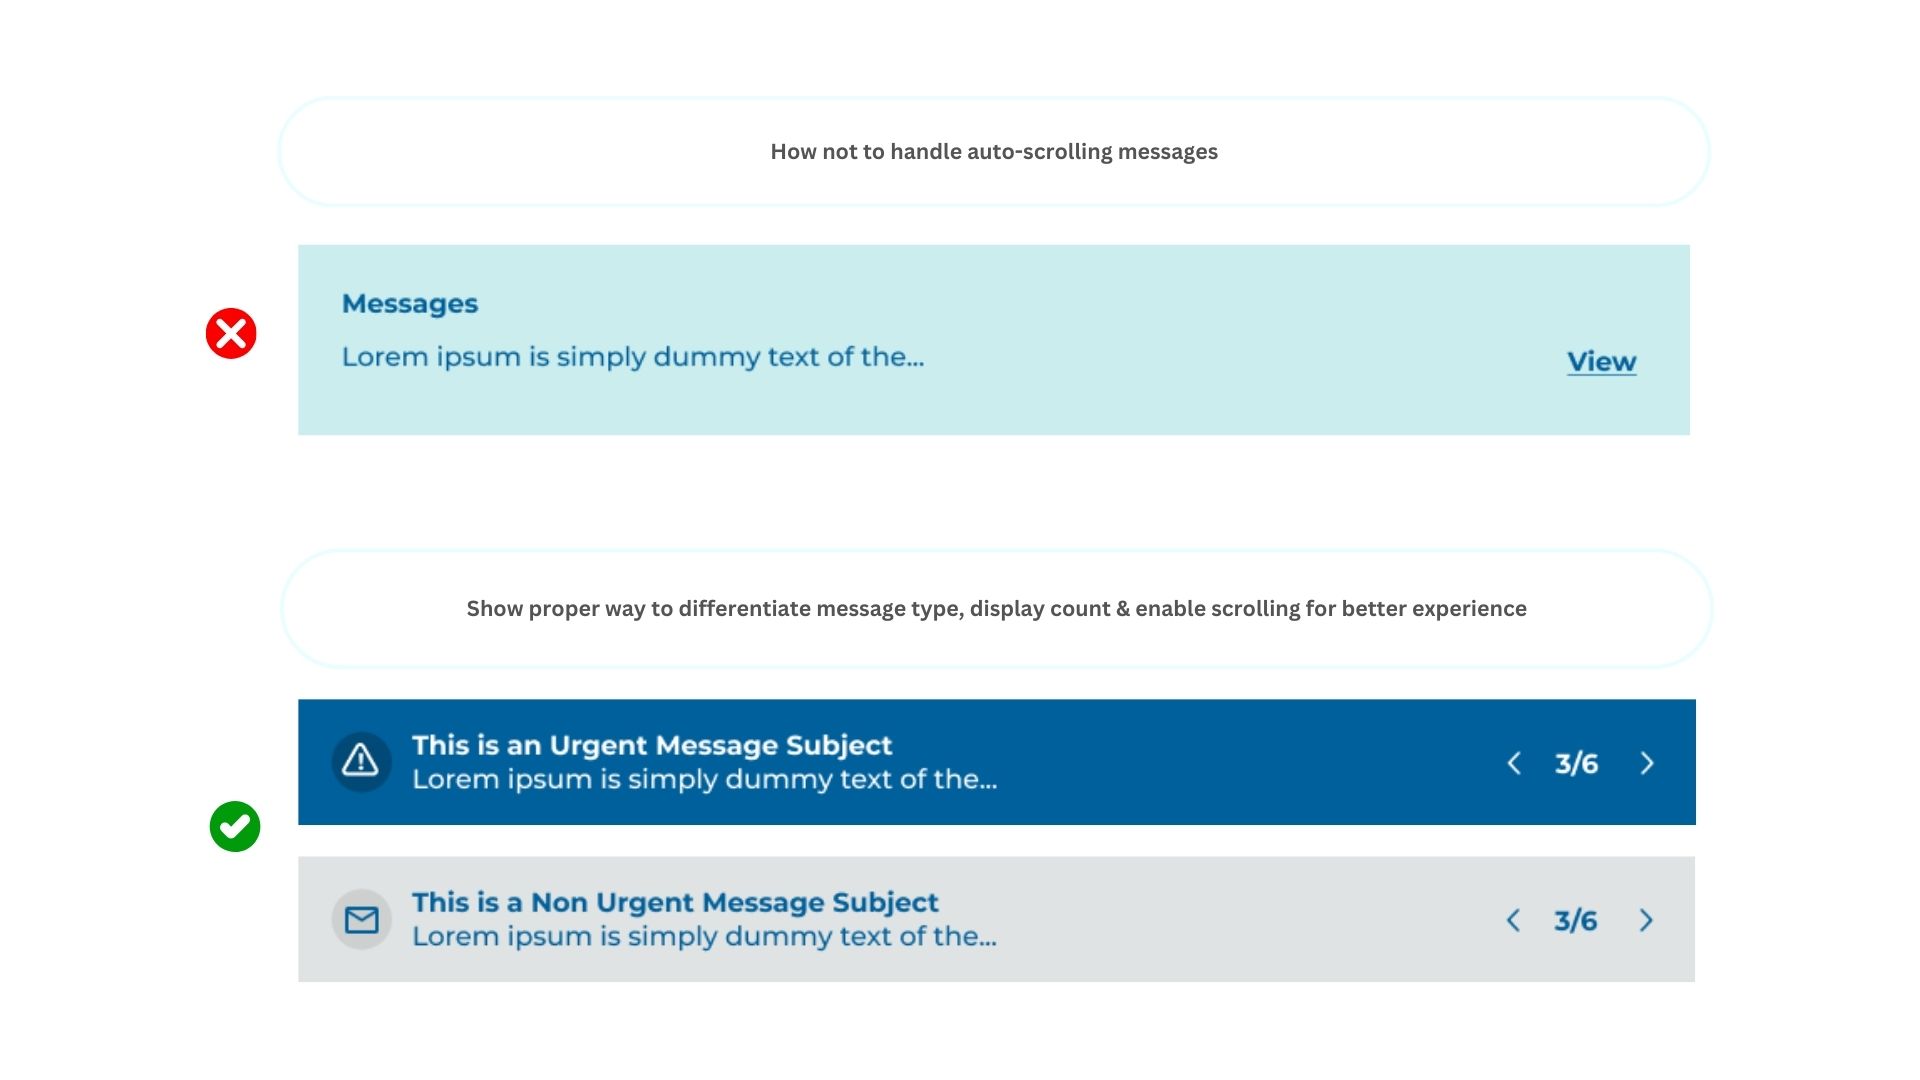 How not to handle auto-scrolling messages
Messages
Lorem ipsum is simply dummy text of the...
View
Show proper way to differentiate message type, display count & enable scrolling for better experience
This is an Urgent Message Subject
Lorem ipsum is simply dummy text of the...
3/6
This is a Non Urgent Message Subject
Lorem ipsum is simply dummy text of the...
3/6